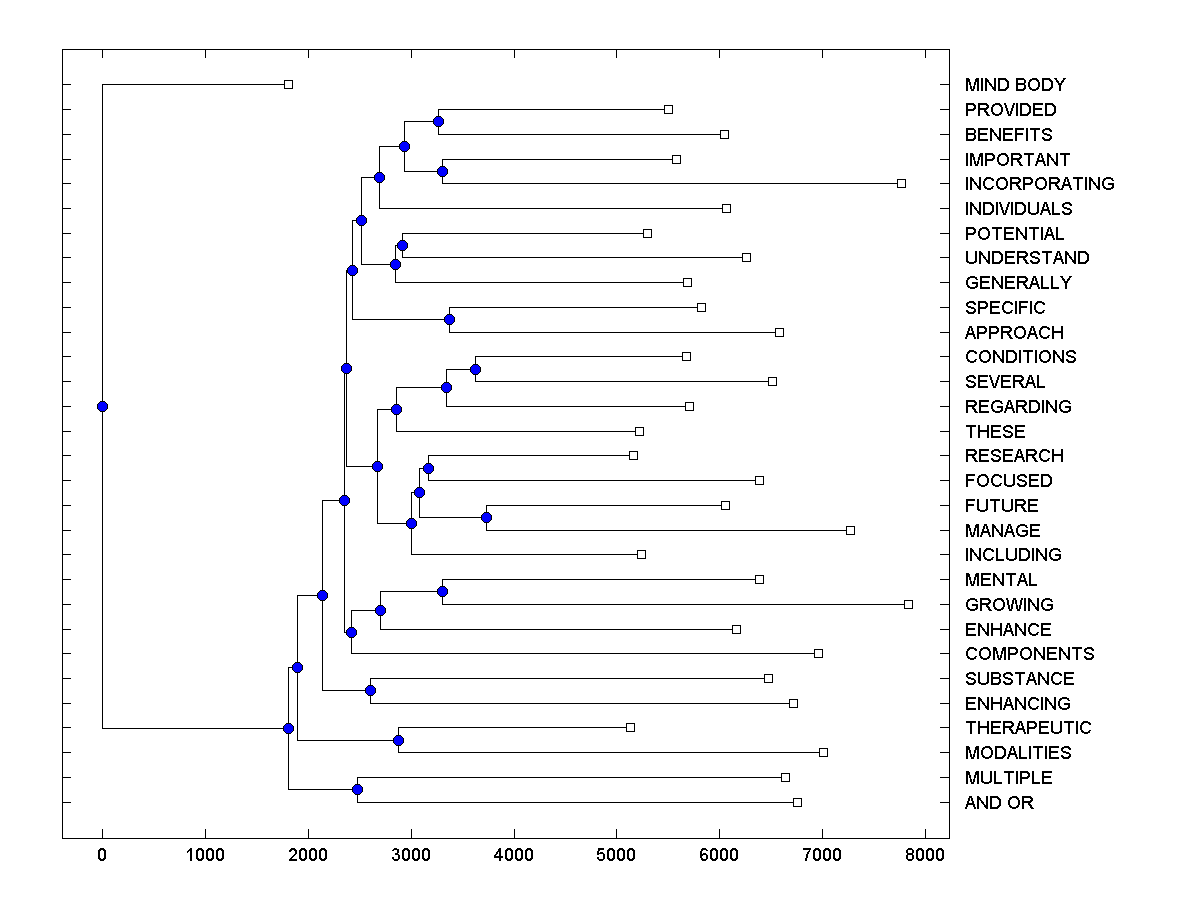 MIND BODY
PROVIDED
BENEFITS
IMPORTANT
INCORPORATING
INDIVIDUALS
POTENTIAL
UNDERSTAND
GENERALLY
SPECIFIC
APPROACH
CONDITIONS
SEVERAL
REGARDING
THESE
RESEARCH
FOCUSED
FUTURE
MANAGE
INCLUDING
MENTAL
GROWING
ENHANCE
COMPONENTS
SUBSTANCE
ENHANCING
THERAPEUTIC
MODALITIES
MULTIPLE
AND OR
0 1000 2000 3000 4000 5000 6000 7000 8000